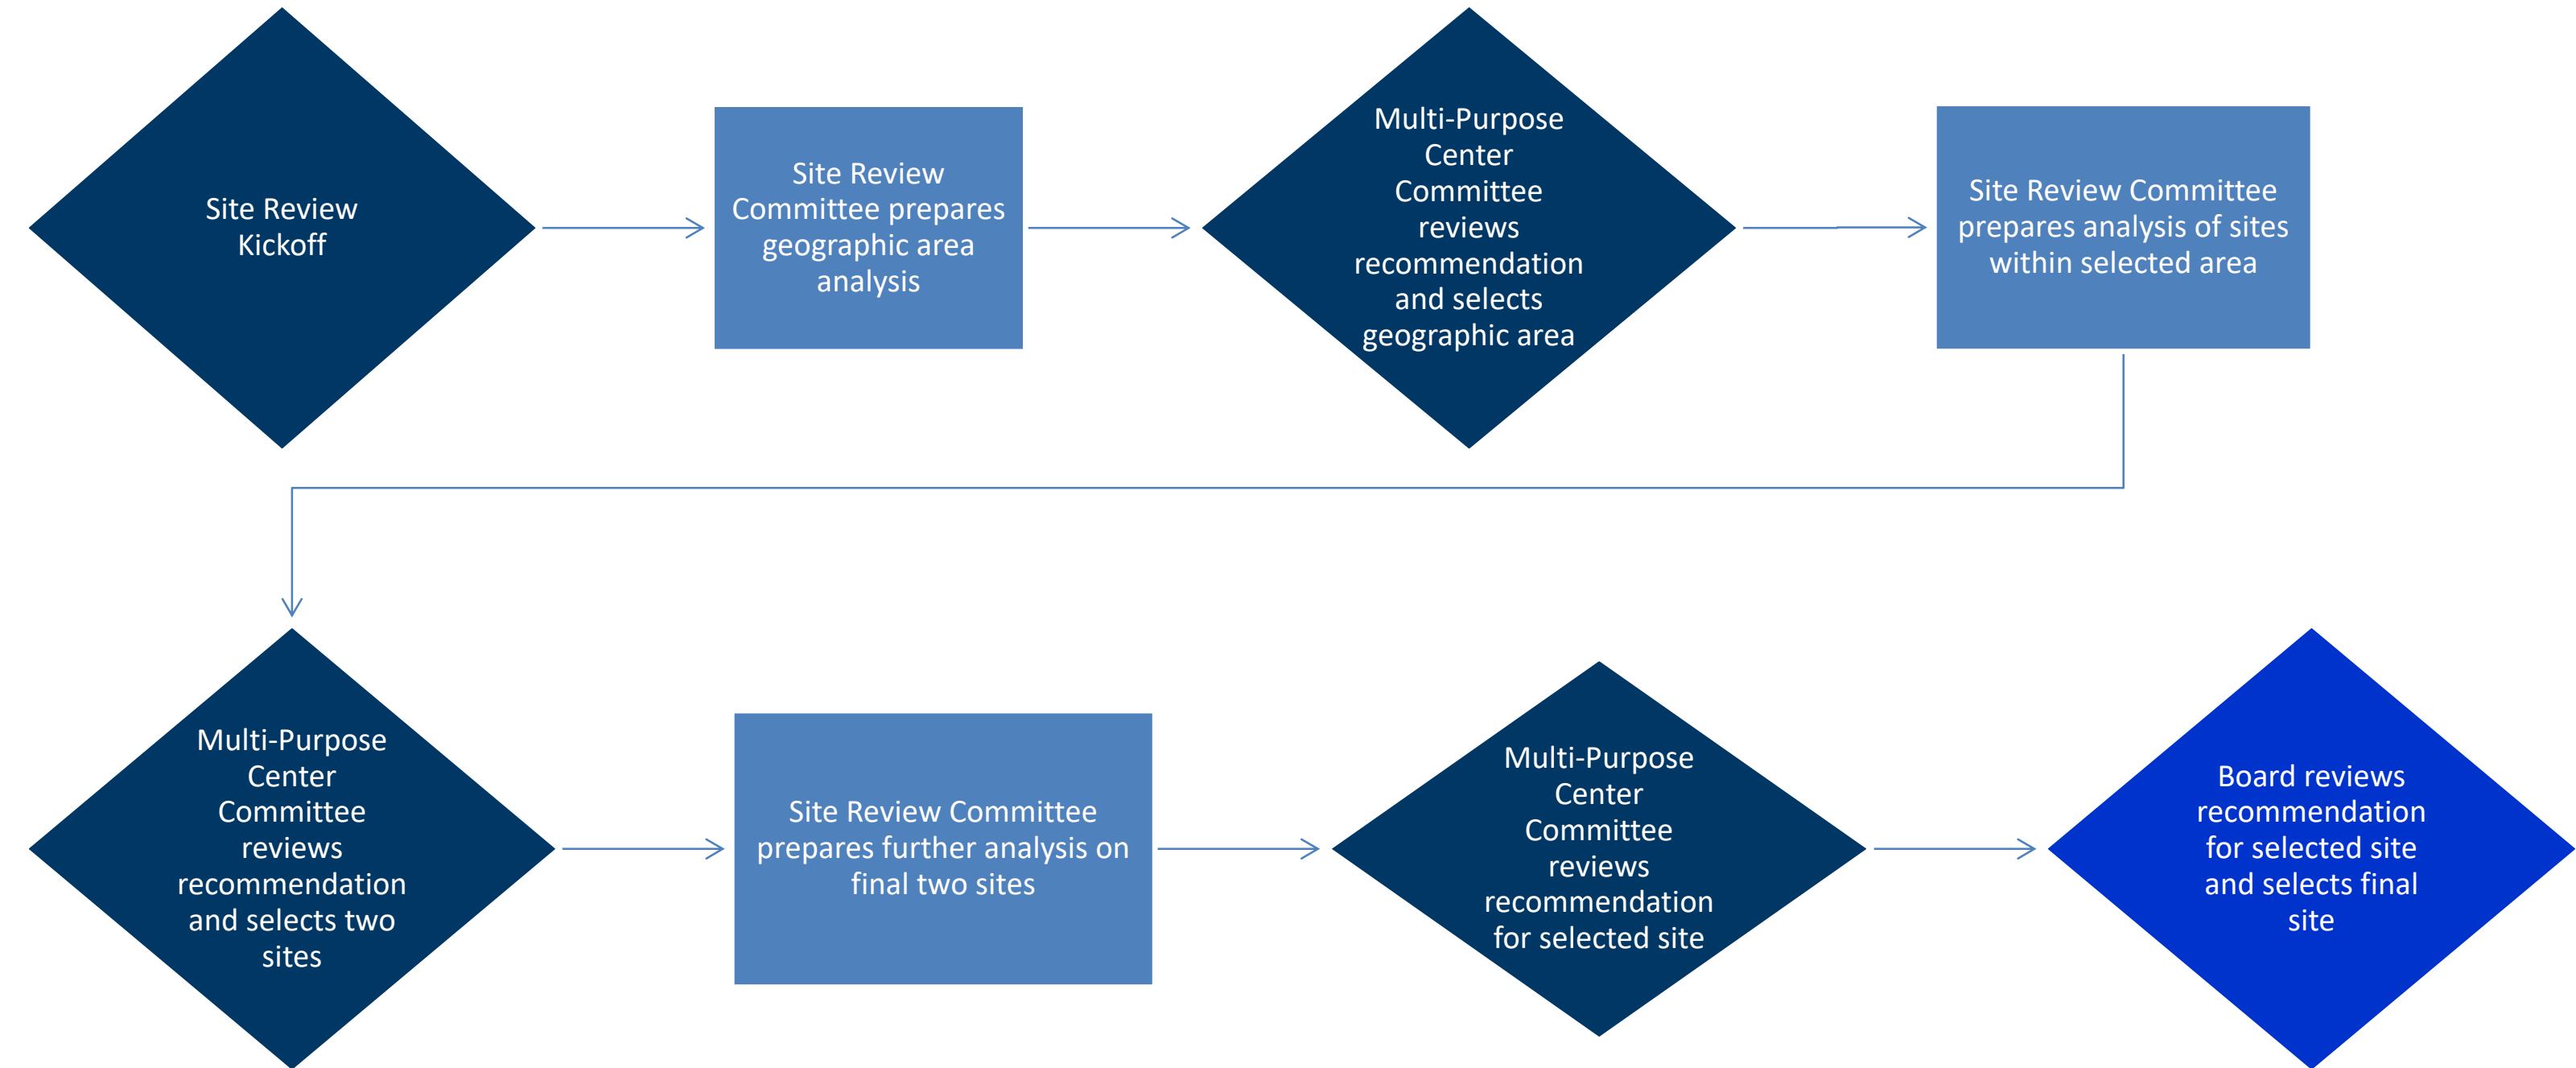 Site Review
Kickoff
Site Review
Committee prepares
geographic area
analysis
Multi-Purpose
Center
Committee
reviews
recommendation
and selects
geographic area
Site Review Committee
prepares analysis of sites
within selected area
Multi-Purpose
Center
Committee
reviews
recommendation
and selects two
sites
Site Review Committee
prepares further analysis on
final two sites
Multi-Purpose
Center
Committee
reviews
recommendation
for selected site
Board reviews
recommendation
for selected site
and selects final
site